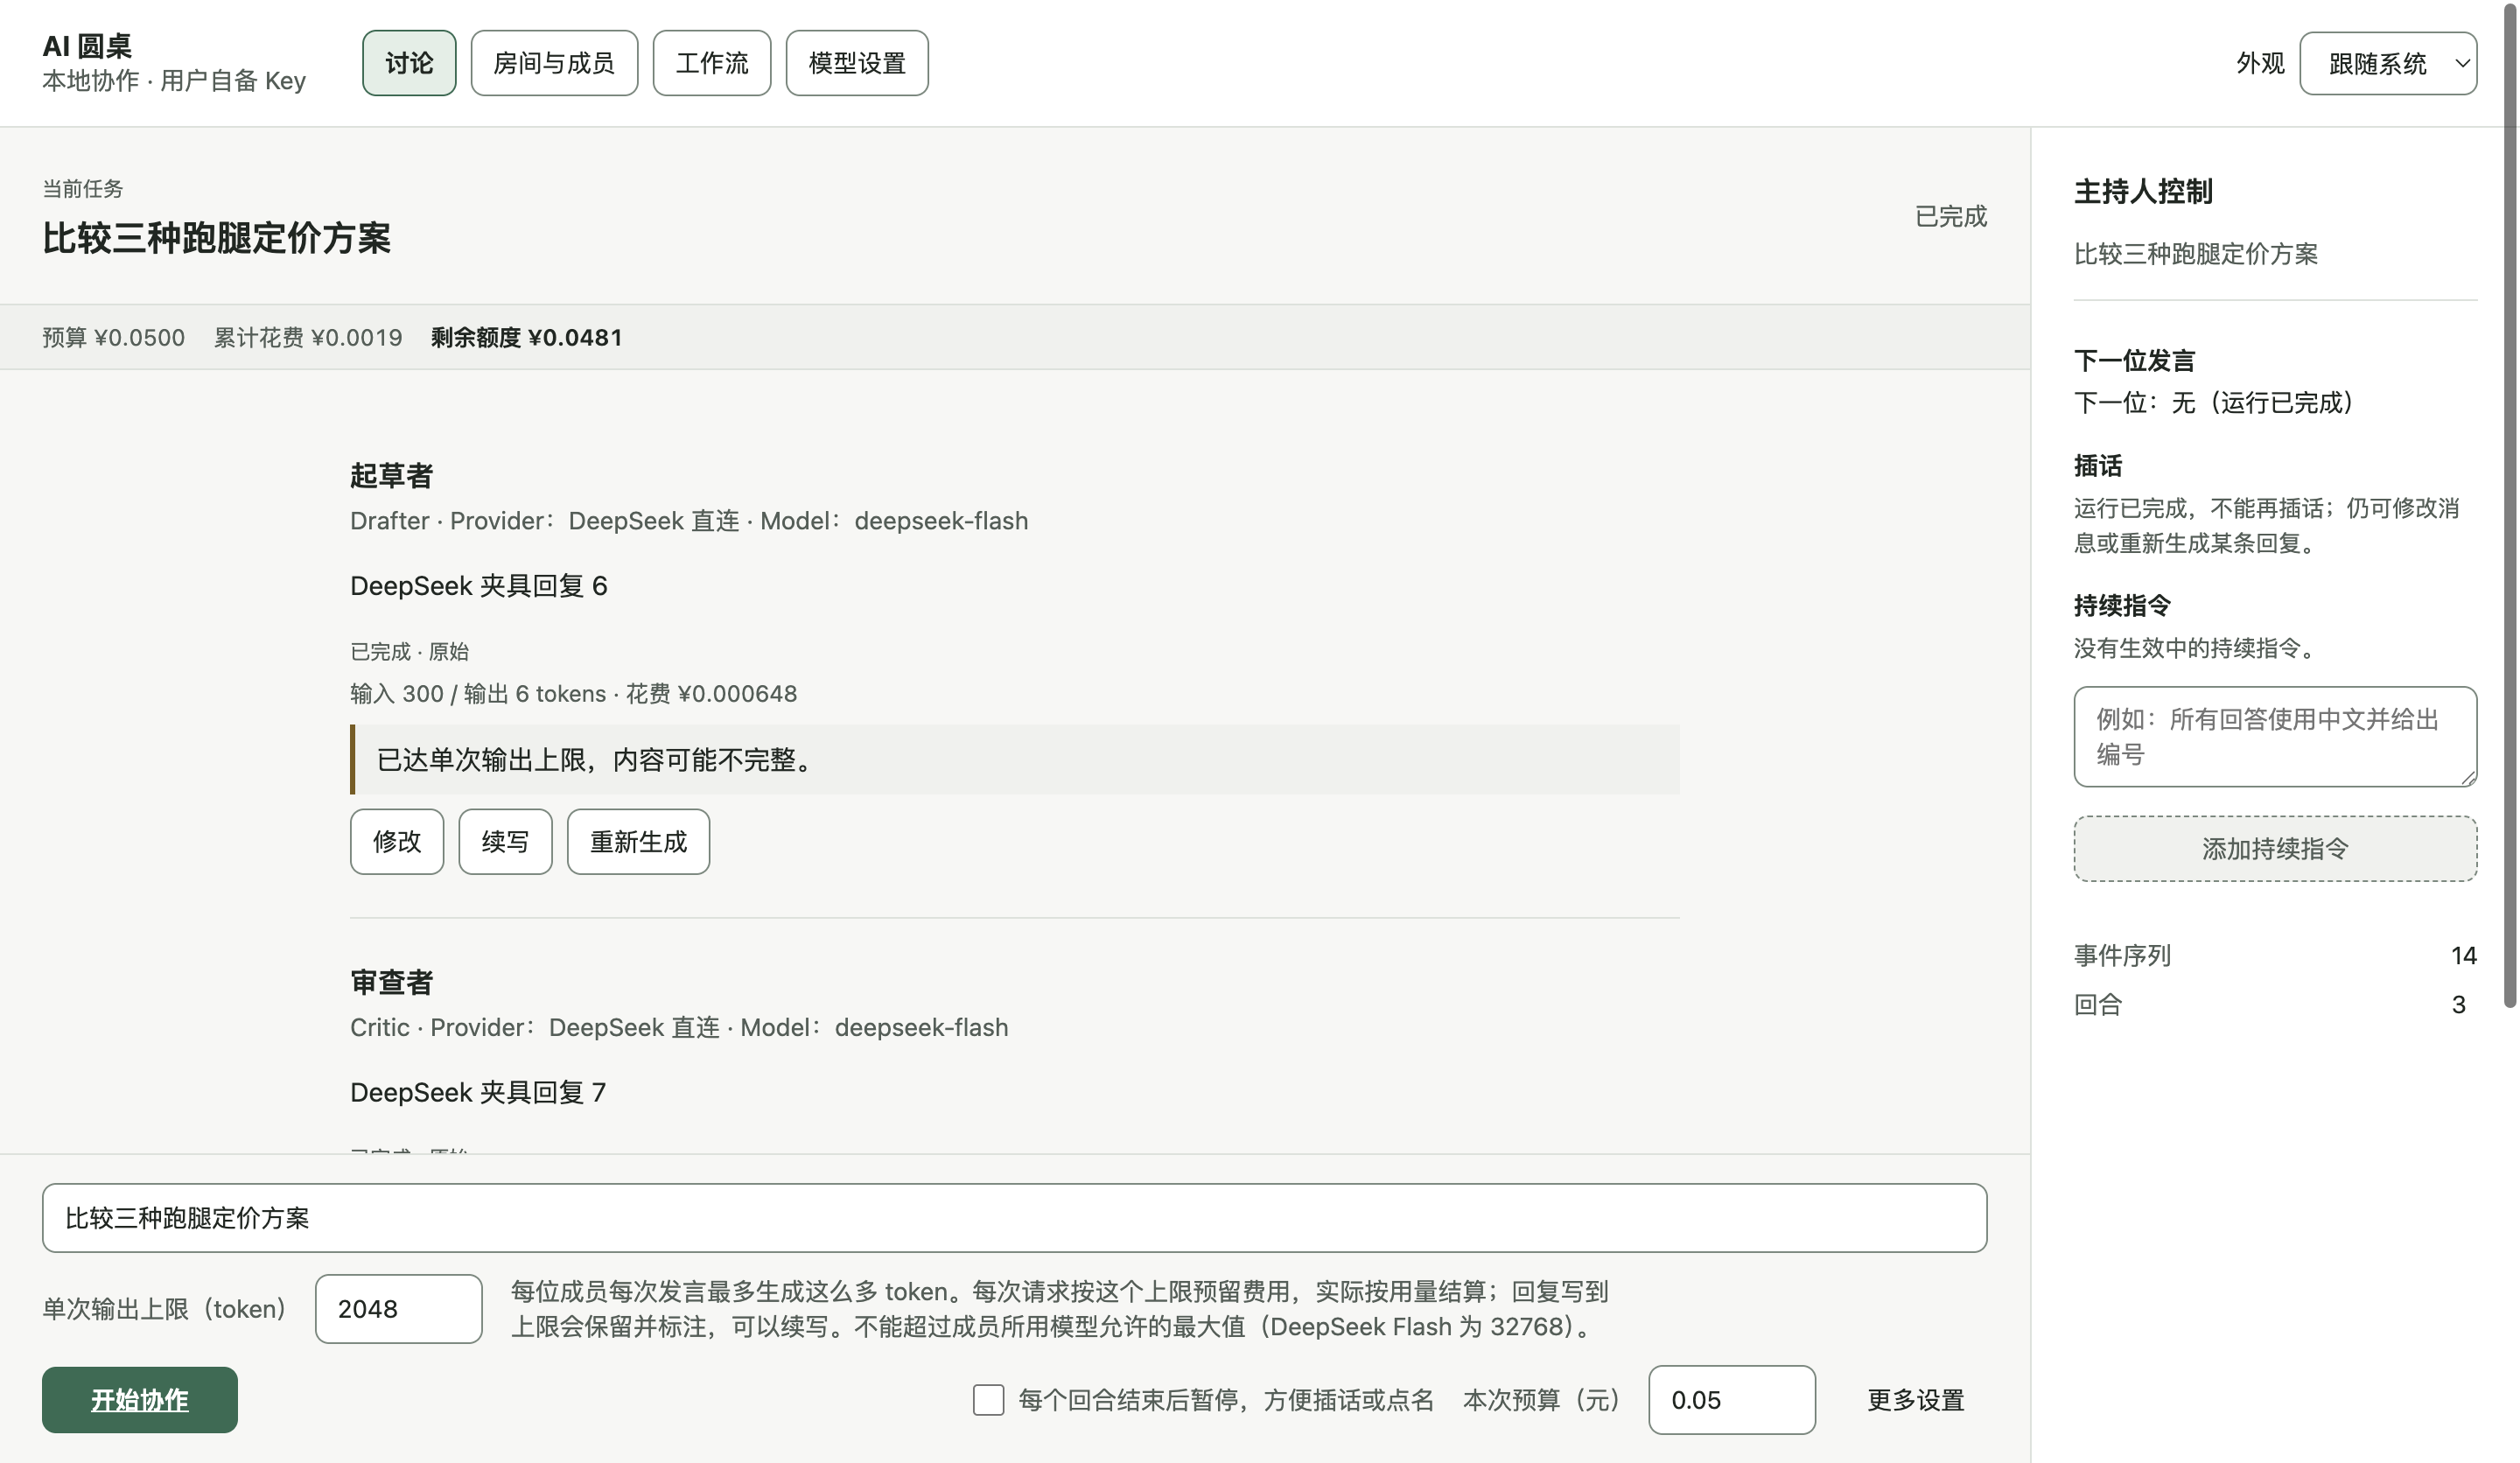 AI 圆桌
本地协作 · 用户自备 Key
讨论
房间与成员
工作流
模型设置
外观
跟随系统
当前任务
比较三种跑腿定价方案
已完成
预算 ¥0.0500 累计花费 ¥0.0019 剩余额度 ¥0.0481
起草者
Drafter · Provider：DeepSeek 直连 · Model：deepseek-flash
DeepSeek 夹具回复 6
已完成 · 原始
输入 300 / 输出 6 tokens · 花费 ¥0.000648
已达单次输出上限，内容可能不完整。
修改
续写
重新生成
审查者
Critic · Provider：DeepSeek 直连 · Model：deepseek-flash
DeepSeek 夹具回复 7
比较三种跑腿定价方案
单次输出上限（token）
2048
每位成员每次发言最多生成这么多 token。每次请求按这个上限预留费用，实际按用量结算；回复写到
上限会保留并标注，可以续写。不能超过成员所用模型允许的最大值（DeepSeek Flash 为 32768）。
开始协作
每个回合结束后暂停，方便插话或点名
本次预算（元）
0.05
更多设置
主持人控制
比较三种跑腿定价方案
下一位发言
下一位：无（运行已完成）
插话
运行已完成，不能再插话；仍可修改消
息或重新生成某条回复。
持续指令
没有生效中的持续指令。
例如：所有回答使用中文并给出
编号
添加持续指令
事件序列 14
回合 3